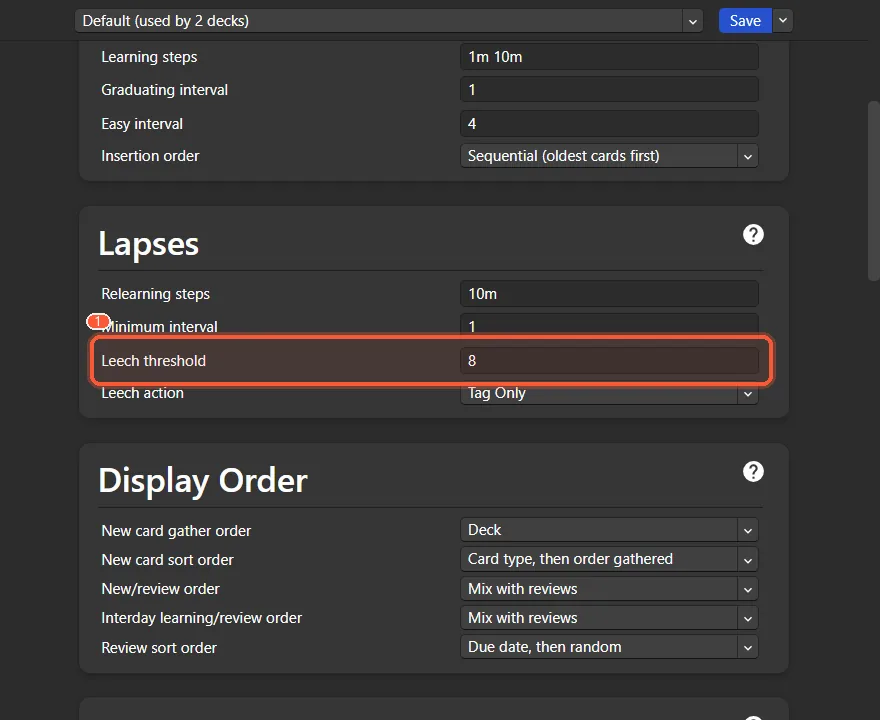 Default (used by 2 decks) Save
Learning steps 1m 10m
Graduating interval 1
Easy interval 4
Insertion order Sequential (oldest cards first)
Lapses ?
Relearning steps 10m
1
Minimum interval 1
Leech threshold 8
Leech action Tag Only
Display Order ?
New card gather order Deck
New card sort order Card type, then order gathered
New/review order Mix with reviews
Interday learning/review order Mix with reviews
Review sort order Due date, then random